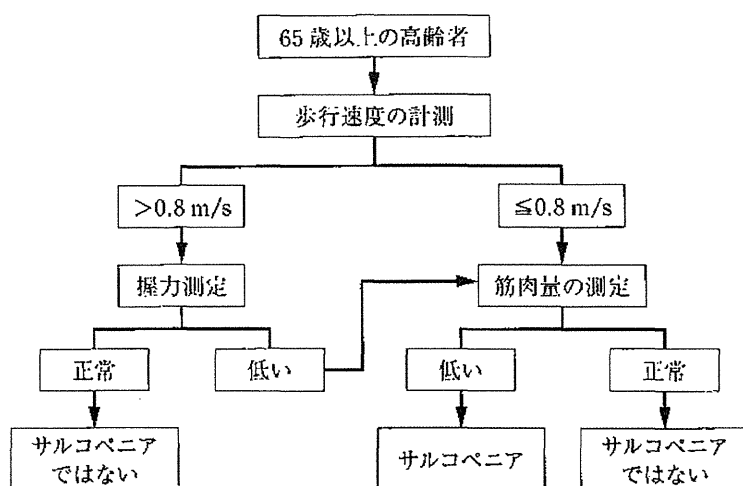 65歳以上の高齢者
歩行速度の計測
>0.8 m/s
≦0.8 m/s
握力測定
筋肉量の測定
正常
低い
低い
正常
サルコペニア
ではない
サルコペニア
サルコペニア
ではない